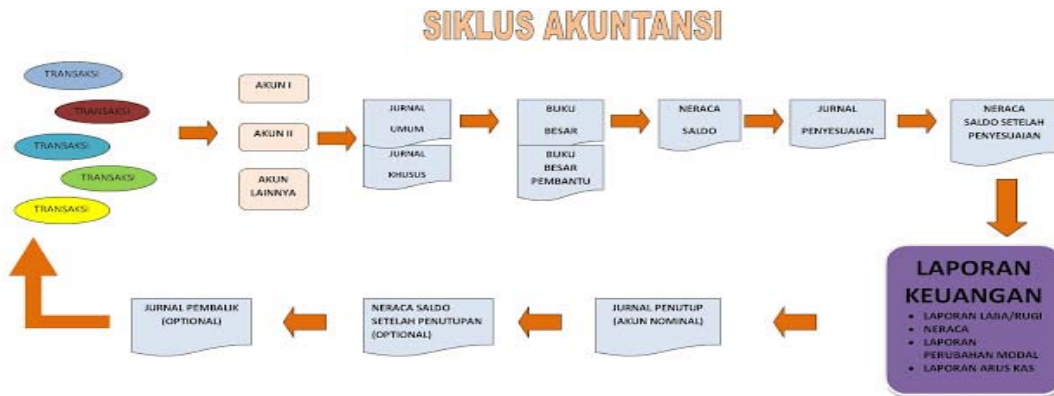 SIKLUS AKUNTANSI
TRANSAKSI
TRANSAKSI
TRANSAKSI
TRANSAKSI
TRANSAKSI
AKUN I
AKUN II
AKUN
LAINNYA
JURNAL
UMUM
JURNAL
KHUSUS
BUKU
BESAR
BUKU
BESAR
PEMBANTU
NERACA
SALDO
JURNAL
PENYESUAIAN
NERACA
SALDO SETELAH
PENYESUAIAN
LAPORAN
KEUANGAN
• LAPORAN LABA/RUGI
• NERACA
• LAPORAN
PERUBAHAN MODAL
• LAPORAN ARUS KAS
JURNAL PENUTUP
(AKUN NOMINAL)
NERACA SALDO
SETELAH PENUTUPAN
(OPTIONAL)
JURNAL PEMBALIK
(OPTIONAL)